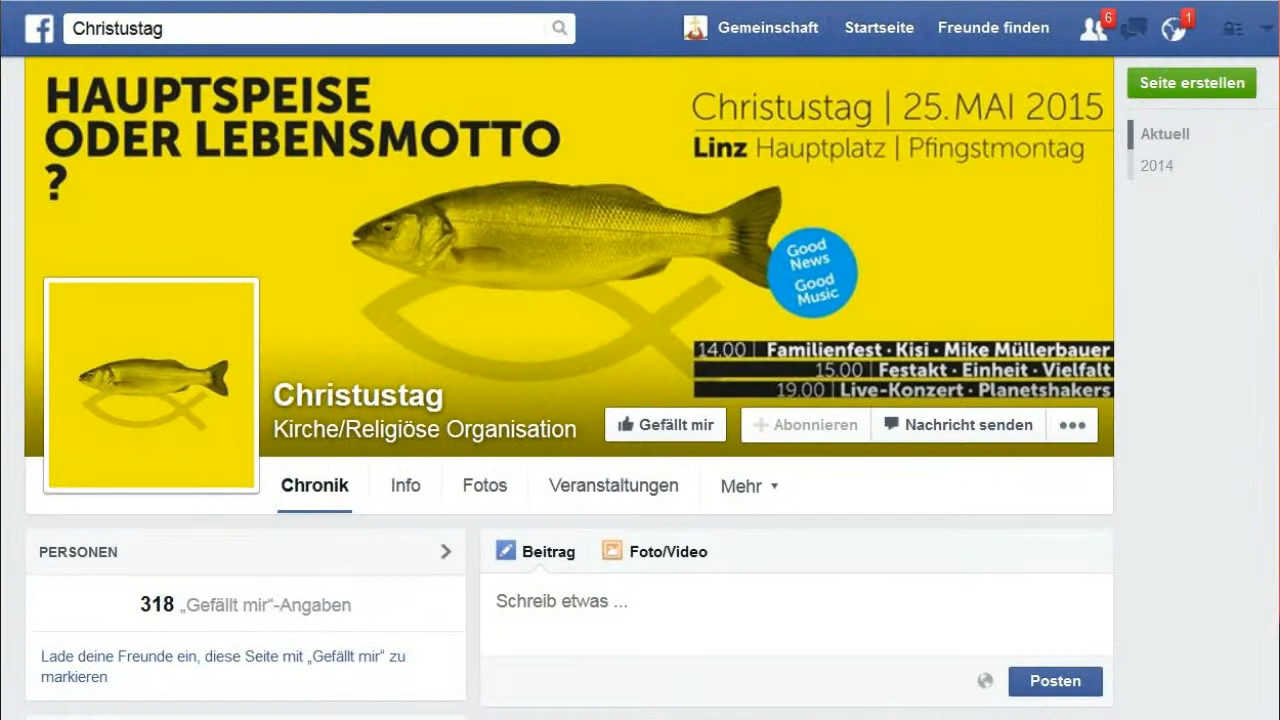 Christustag
Gemeinschaft
Startseite
Freunde finden
6
1
HAUPTSPEISE
ODER LEBENSMOTTO
?
Christustag | 25. MAI 2015
Linz Hauptplatz | Pfingstmontag
Good
News
Good
Music
14.00 | Familienfest · Kisi · Mike Müllerbauer
15.00 | Festakt · Einheit · Vielfalt
19.00 | Live-Konzert · Planetshakers
Christustag
Kirche/Religiöse Organisation
Gefällt mir
Abonnieren
Nachricht senden
Seite erstellen
Aktuell
2014
Chronik
Info
Fotos
Veranstaltungen
Mehr
PERSONEN
318 „Gefällt mir“-Angaben
Lade deine Freunde ein, diese Seite mit „Gefällt mir“ zu
markieren
Beitrag
Foto/Video
Schreib etwas ...
Posten